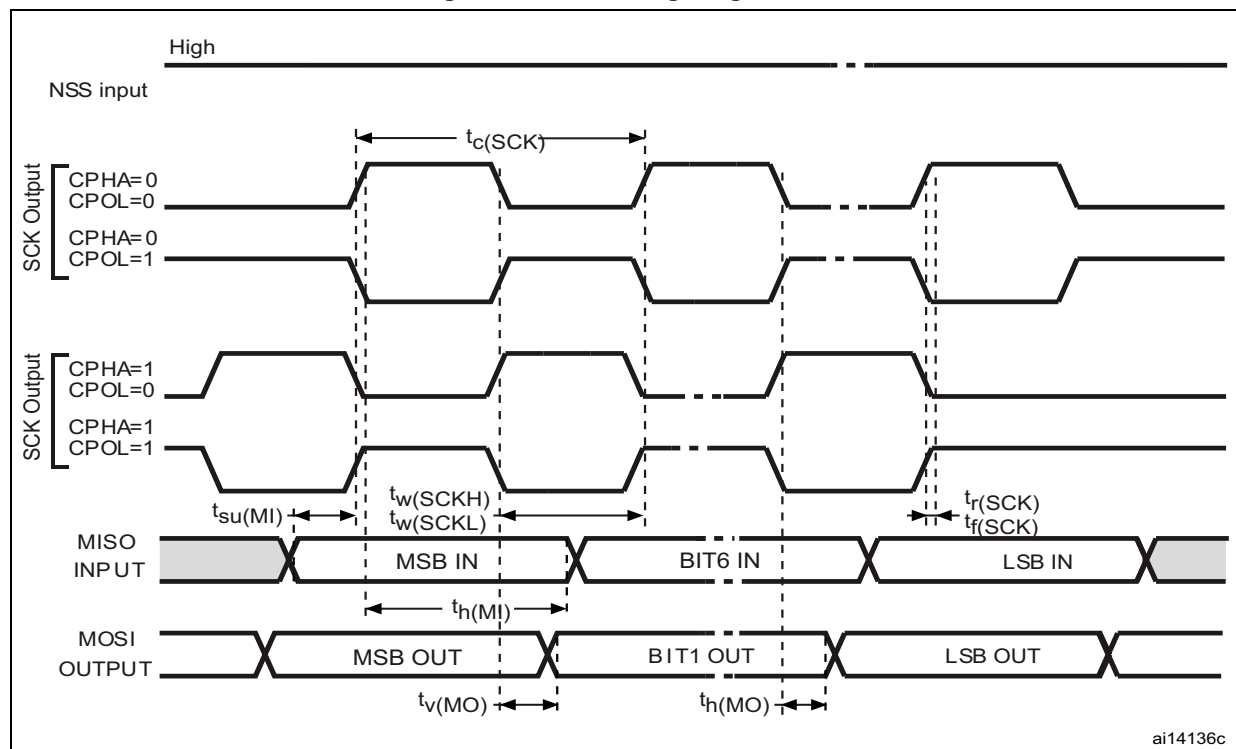 High
NSS input
tc(SCK)
SCK Output
CPHA=0
CPOL=0
CPHA=0
CPOL=1
SCK Output
CPHA=1
CPOL=0
CPHA=1
CPOL=1
tsu(MI)
tw(SCKH)
tw(SCKL)
tr(SCK)
tf(SCK)
MISO
INPUT
MSB IN
BIT6 IN
LSB IN
th(MI)
MOSI
OUTPUT
MSB OUT
BIT1 OUT
LSB OUT
tv(MO)
th(MO)
ai14136c